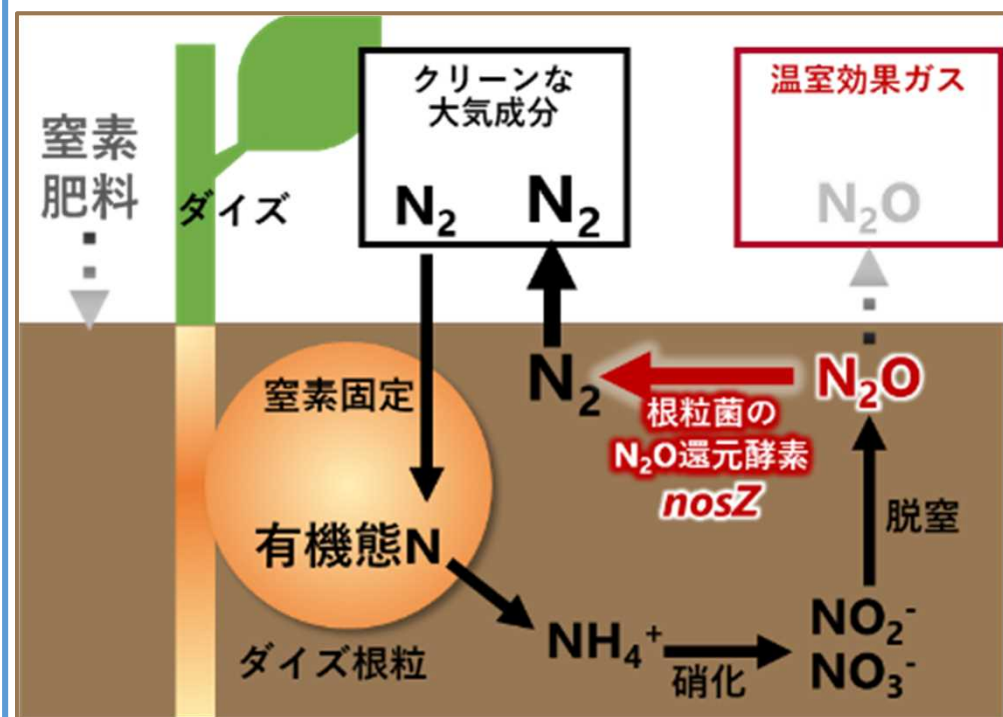 窒素
肥料
ダイズ
クリーンな
大気成分
N₂
N₂
温室効果ガス
N₂O
窒素固定
有機態N
ダイズ根粒
N₂
N₂O
根粒菌の
N₂O還元酵素
nosZ
脱窒
NH₄⁺
硝化
NO₂⁻
NO₃⁻